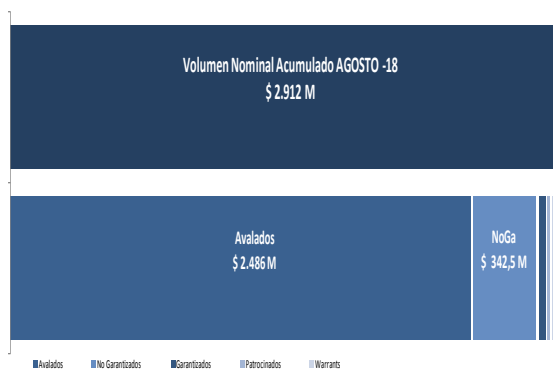 Volumen Nominal Acumulado AGOSTO -18
$ 2.912 M
Avalados
$ 2.486 M
NoGa
$ 342,5 M
Avalados No Garantizados Garantizados Patrocinados Warrants